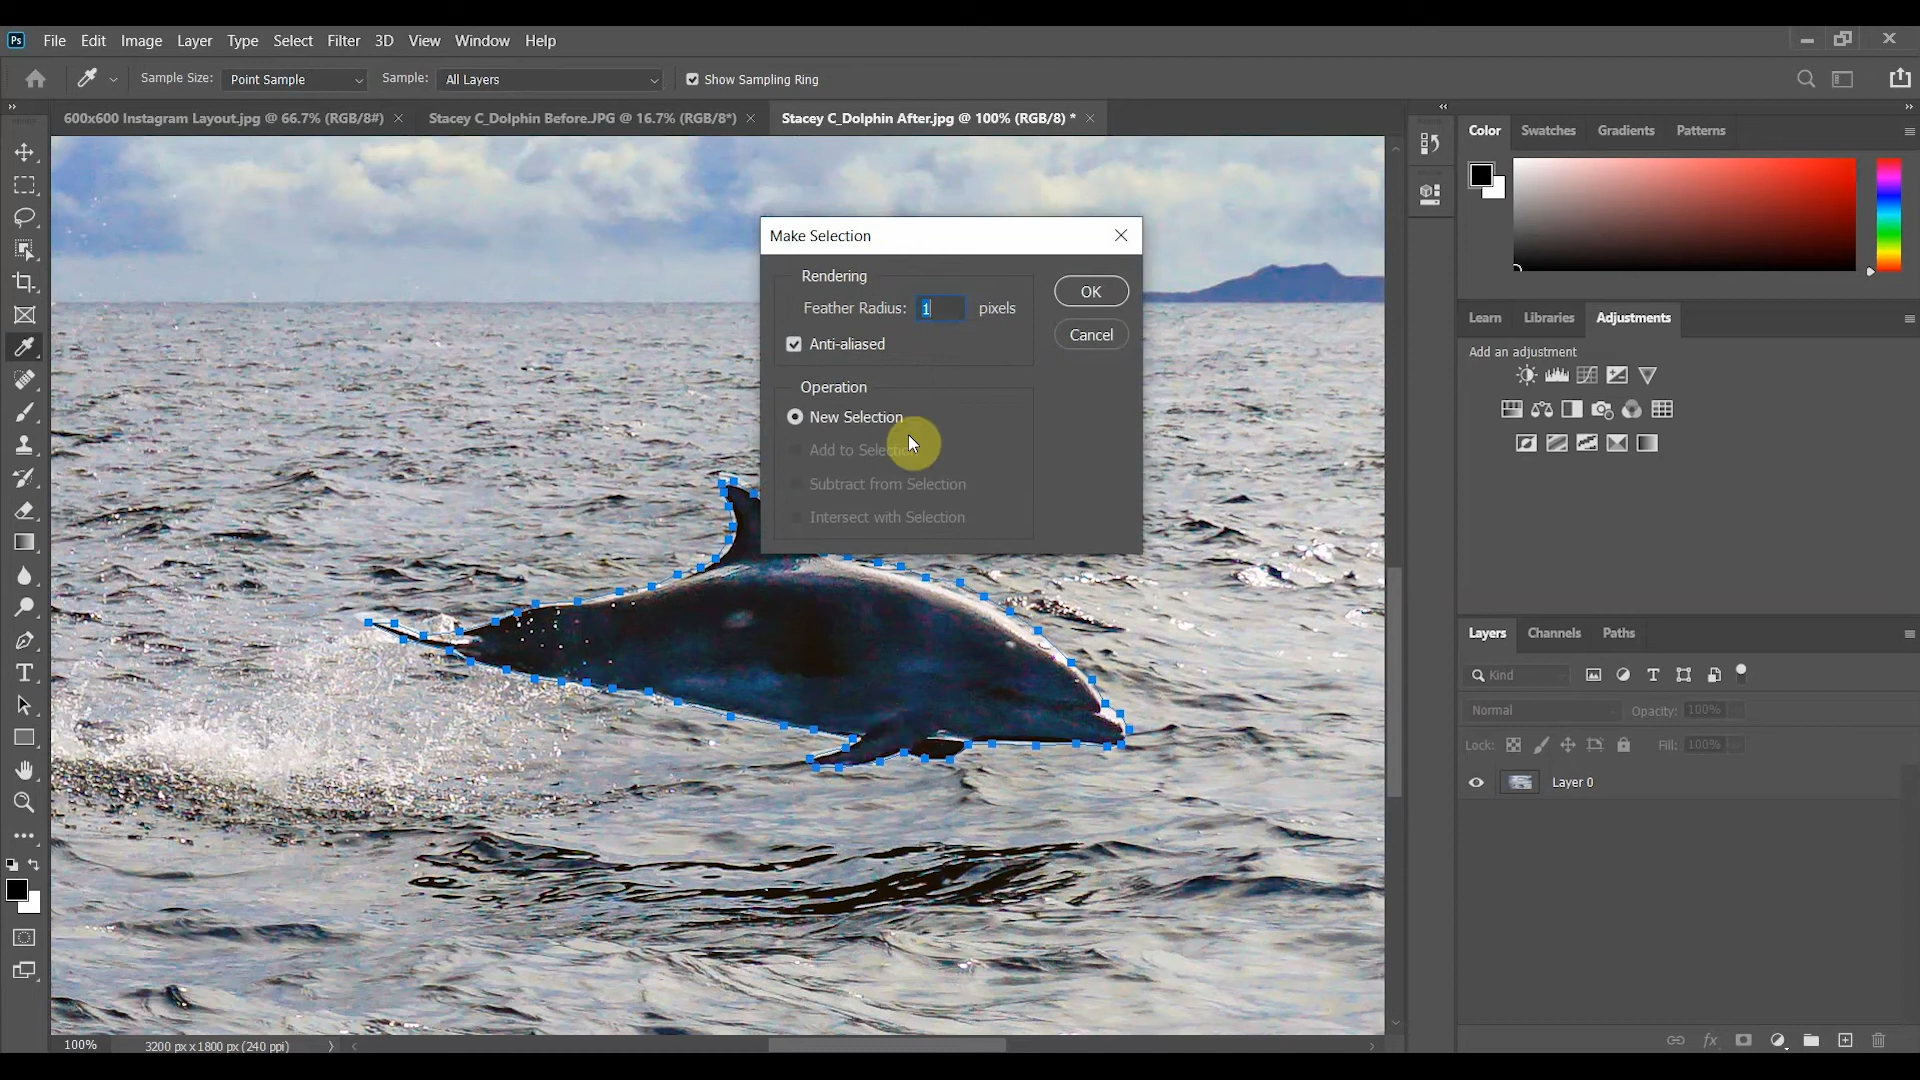 Ps File Edit Image Layer Type Select Filter 3D View Window Help
Sample Size: Point Sample Sample: All Layers Show Sampling Ring
600x600 Instagram Layout.jpg @ 66.7% (RGB/8#) Stacey C_Dolphin Before.JPG @ 16.7% (RGB/8*) Stacey C_Dolphin After.jpg @ 100% (RGB/8) *
Color Swatches Gradients Patterns
Make Selection
Rendering
Feather Radius: 1 pixels
Anti-aliased
OK
Cancel
Operation
New Selection
Add to Selection
Subtract from Selection
Intersect with Selection
Learn Libraries Adjustments
Add an adjustment
Layers Channels Paths
Kind
Normal Opacity: 100%
Lock: Fill: 100%
Layer 0
fx
100% 3200 px x 1800 px (240 ppi)